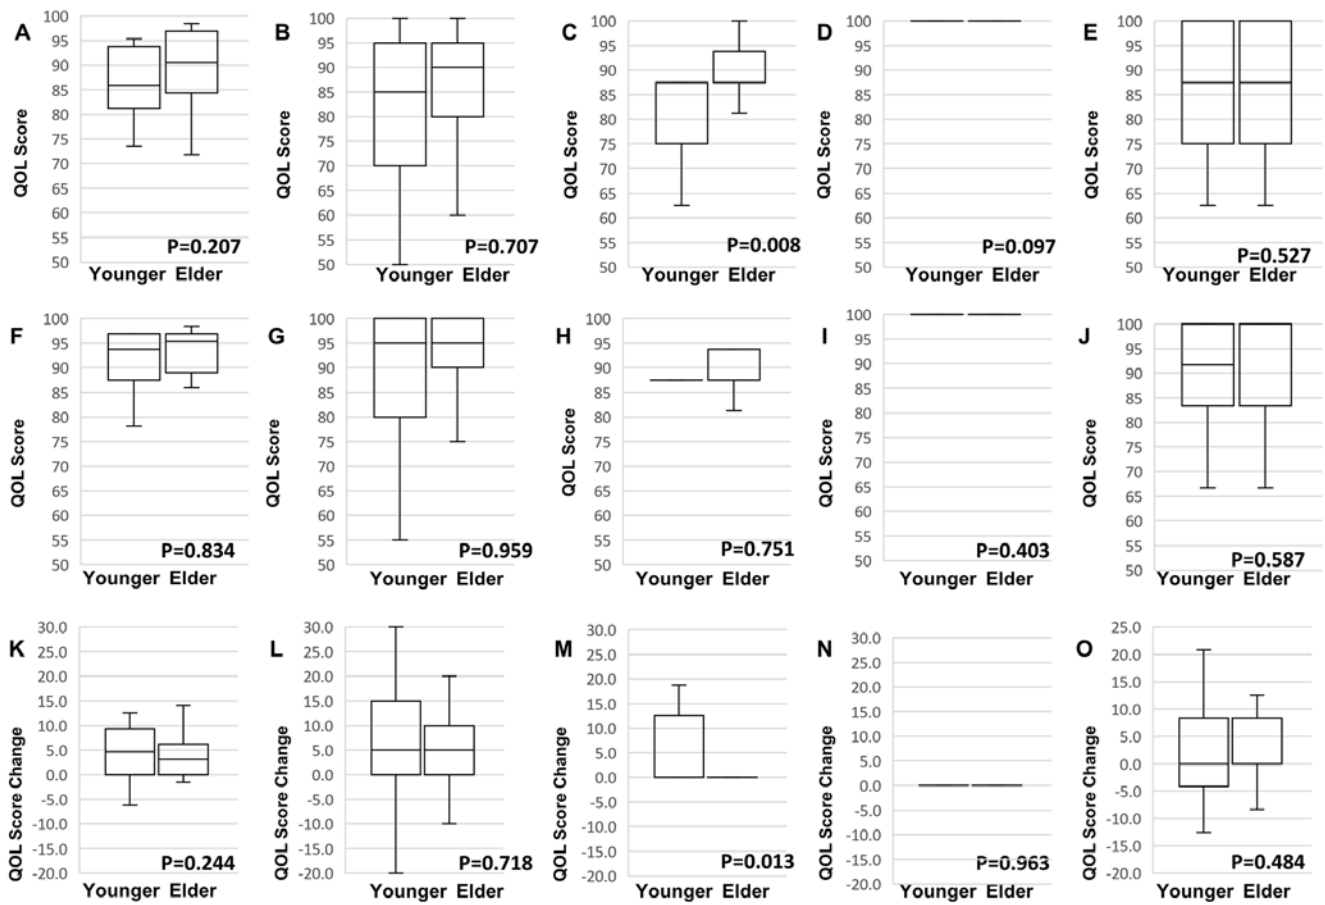 A
QOL Score
100
95
90
85
80
75
70
65
60
55
50
P=0.207
Younger Elder
B
QOL Score
100
95
90
85
80
75
70
65
60
55
50
P=0.707
Younger Elder
C
QOL Score
100
95
90
85
80
75
70
65
60
55
50
P=0.008
Younger Elder
D
QOL Score
100
95
90
85
80
75
70
65
60
55
50
P=0.097
Younger Elder
E
QOL Score
100
95
90
85
80
75
70
65
60
55
50
P=0.527
Younger Elder
F
QOL Score
100
95
90
85
80
75
70
65
60
55
50
P=0.834
Younger Elder
G
QOL Score
100
95
90
85
80
75
70
65
60
55
50
P=0.959
Younger Elder
H
QOL Score
100
95
90
85
80
75
70
65
60
55
50
P=0.751
Younger Elder
I
QOL Score
100
95
90
85
80
75
70
65
60
55
50
P=0.403
Younger Elder
J
QOL Score
100
95
90
85
80
75
70
65
60
55
50
P=0.587
Younger Elder
K
QOL Score Change
30.0
25.0
20.0
15.0
10.0
5.0
0.0
-5.0
-10.0
-15.0
-20.0
P=0.244
Younger Elder
L
QOL Score Change
30.0
25.0
20.0
15.0
10.0
5.0
0.0
-5.0
-10.0
-15.0
-20.0
P=0.718
Younger Elder
M
QOL Score Change
30.0
25.0
20.0
15.0
10.0
5.0
0.0
-5.0
-10.0
-15.0
-20.0
P=0.013
Younger Elder
N
QOL Score Change
30.0
25.0
20.0
15.0
10.0
5.0
0.0
-5.0
-10.0
-15.0
-20.0
P=0.963
Younger Elder
O
QOL Score Change
25.0
20.0
15.0
10.0
5.0
0.0
-5.0
-10.0
-15.0
-20.0
P=0.484
Younger Elder